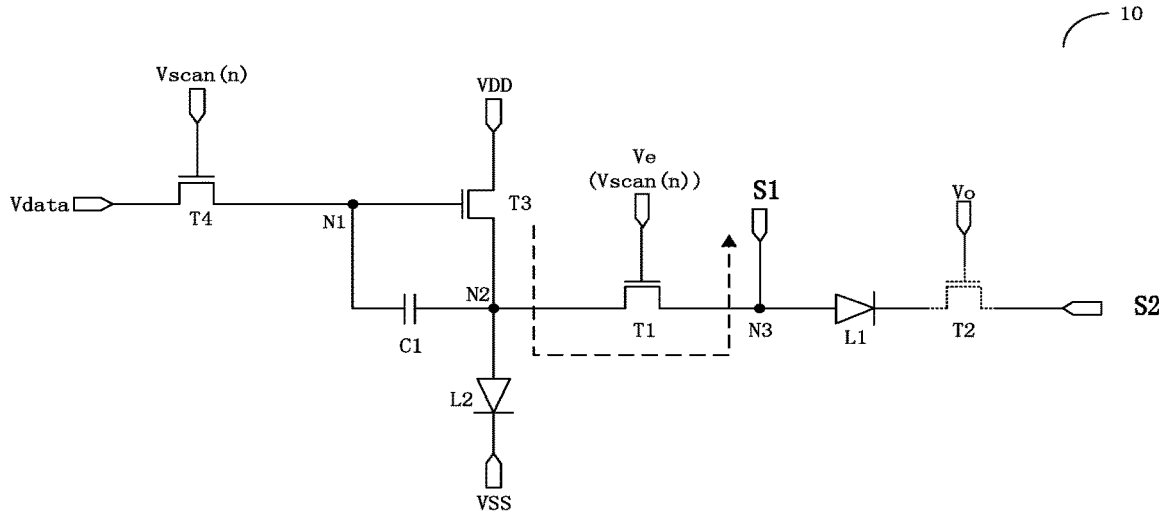 10
Vscan(n)
VDD
Ve
(Vscan(n))
S1
Vo
Vdata
T4
N1
T3
N2
C1
T1
N3
L1
T2
S2
L2
VSS